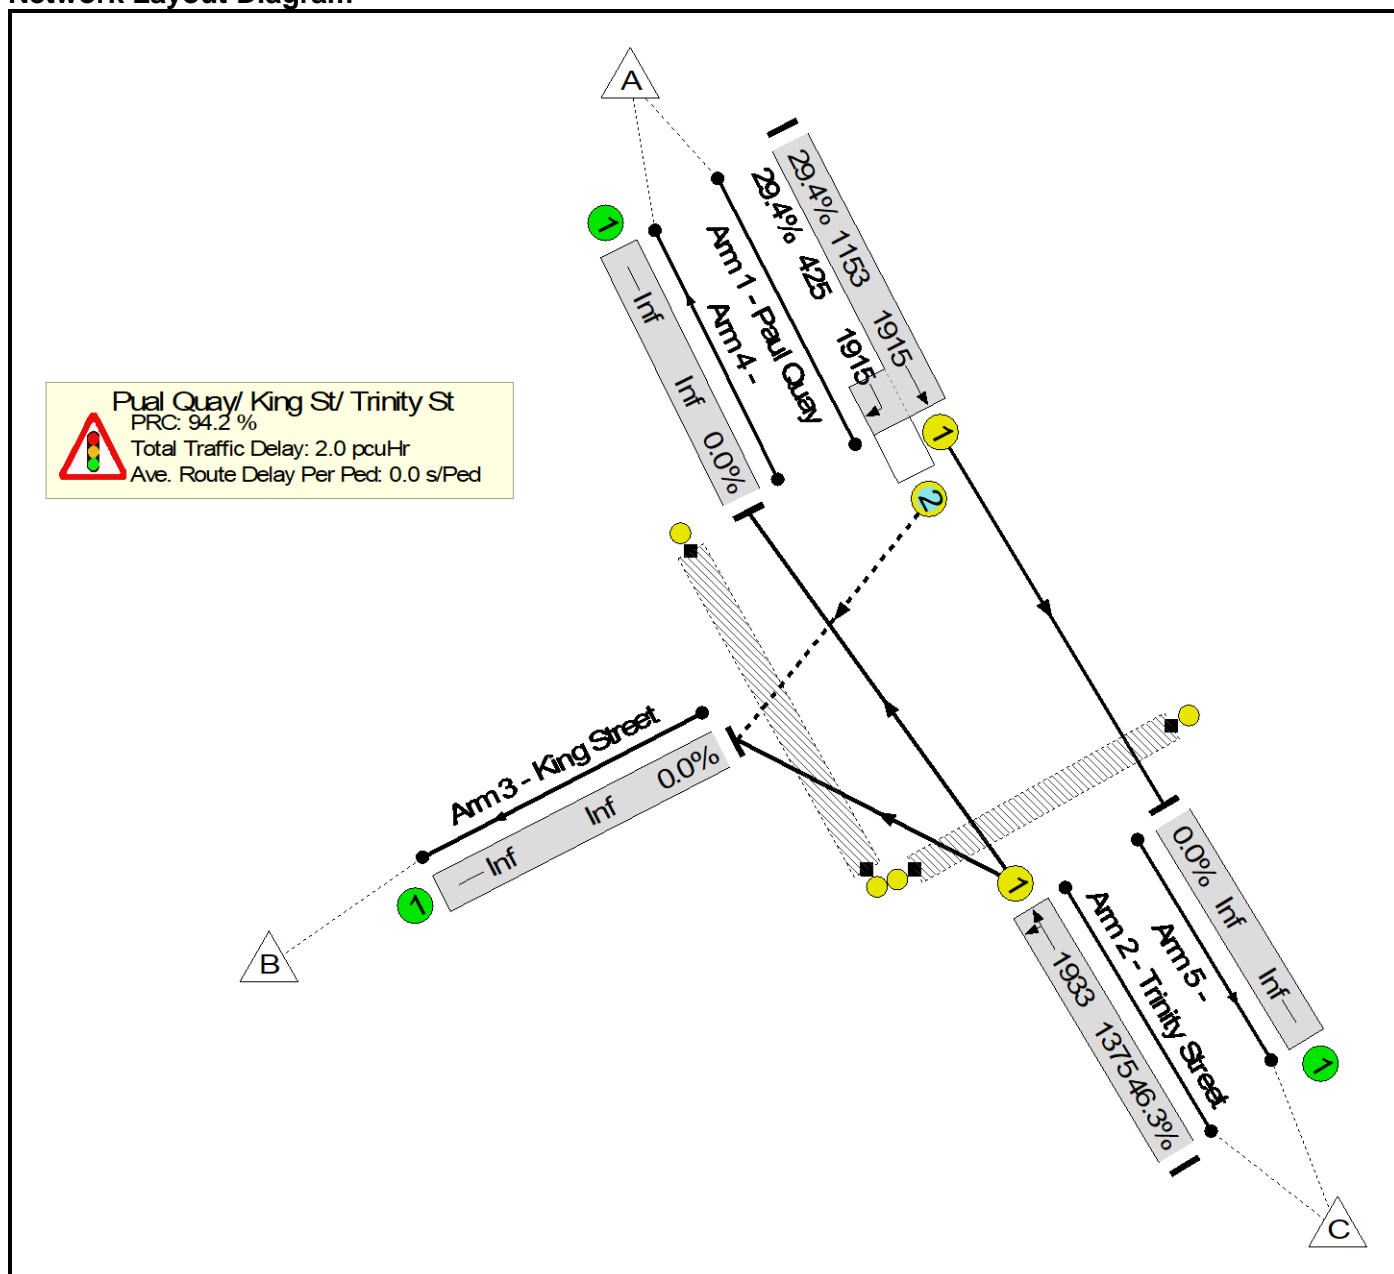 Network Layout Diagram
A
1
29.4% 1153 1915
29.4% 425 1915
Arm 1 - Paul Quay
Arm 4 -
Inf Inf 0.0%
1
2
Pual Quay/ King St/ Trinity St
PRC: 94.2 %
Total Traffic Delay: 2.0 pcuHr
Ave. Route Delay Per Ped: 0.0 s/Ped
Arm 3 - King Street
Inf Inf 0.0%
1
B
1
1933 1375 46.3%
Arm 2 - Trinity Street
Arm 5 -
0.0% Inf Inf
1
C